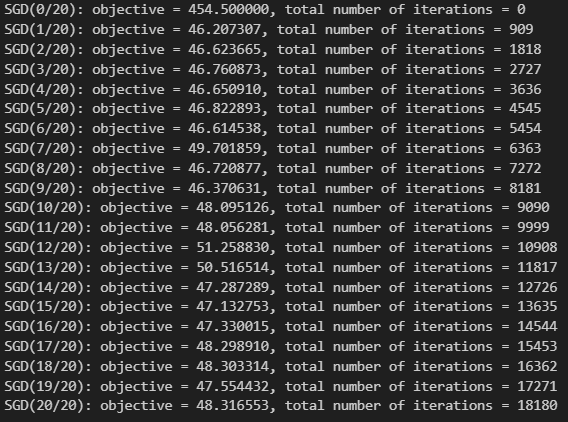 SGD(0/20): objective = 454.500000, total number of iterations = 0
SGD(1/20): objective = 46.207307, total number of iterations = 909
SGD(2/20): objective = 46.623665, total number of iterations = 1818
SGD(3/20): objective = 46.760873, total number of iterations = 2727
SGD(4/20): objective = 46.650910, total number of iterations = 3636
SGD(5/20): objective = 46.822893, total number of iterations = 4545
SGD(6/20): objective = 46.614538, total number of iterations = 5454
SGD(7/20): objective = 49.701859, total number of iterations = 6363
SGD(8/20): objective = 46.720877, total number of iterations = 7272
SGD(9/20): objective = 46.370631, total number of iterations = 8181
SGD(10/20): objective = 48.095126, total number of iterations = 9090
SGD(11/20): objective = 48.056281, total number of iterations = 9999
SGD(12/20): objective = 51.258830, total number of iterations = 10908
SGD(13/20): objective = 50.516514, total number of iterations = 11817
SGD(14/20): objective = 47.287289, total number of iterations = 12726
SGD(15/20): objective = 47.132753, total number of iterations = 13635
SGD(16/20): objective = 47.330015, total number of iterations = 14544
SGD(17/20): objective = 48.298910, total number of iterations = 15453
SGD(18/20): objective = 48.303314, total number of iterations = 16362
SGD(19/20): objective = 47.554432, total number of iterations = 17271
SGD(20/20): objective = 48.316553, total number of iterations = 18180